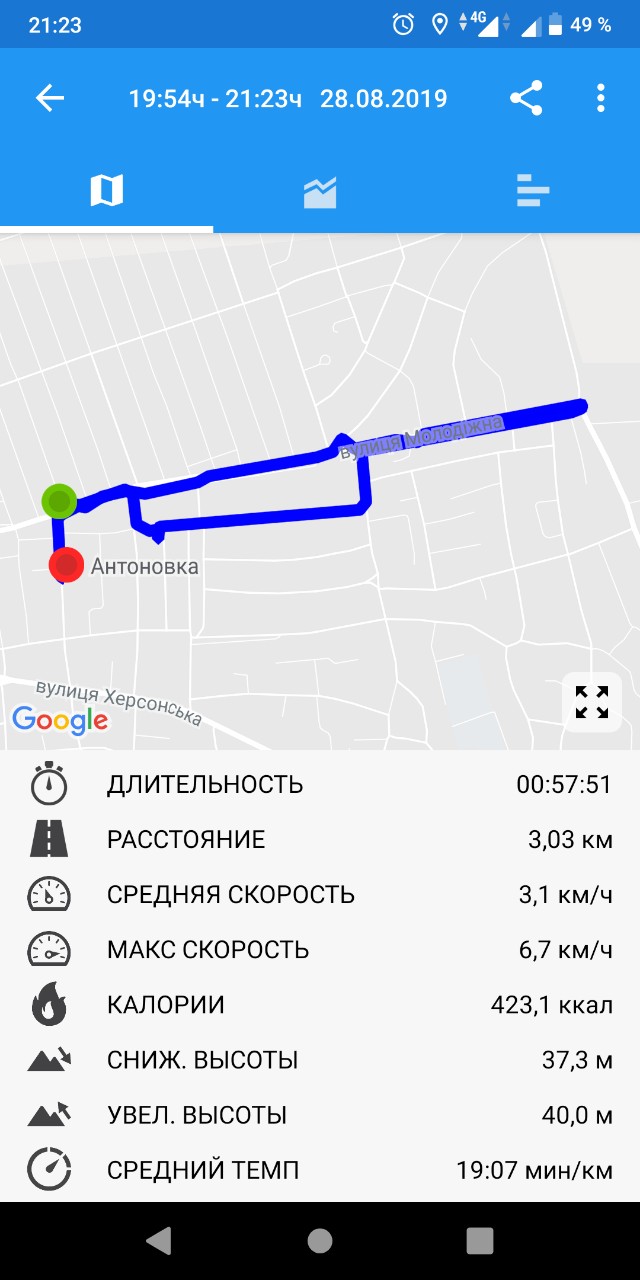 21:23
4G
49 %
19:54ч - 21:23ч 28.08.2019
вулиця Молодіжна
Антоновка
вулиця Херсонська
Google
ДЛИТЕЛЬНОСТЬ 00:57:51
РАССТОЯНИЕ 3,03 км
СРЕДНЯЯ СКОРОСТЬ 3,1 км/ч
МАКС СКОРОСТЬ 6,7 км/ч
КАЛОРИИ 423,1 ккал
СНИЖ. ВЫСОТЫ 37,3 м
УВЕЛ. ВЫСОТЫ 40,0 м
СРЕДНИЙ ТЕМП 19:07 мин/км